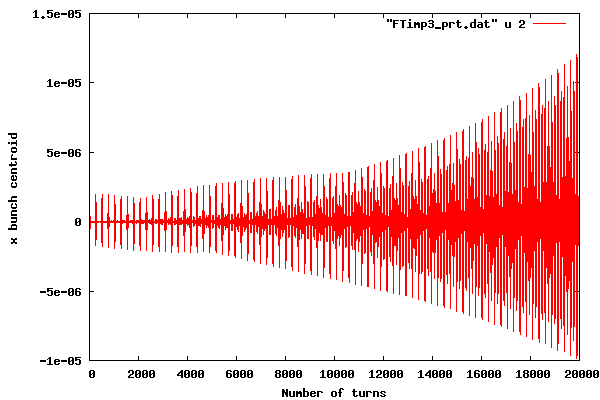 1.5e-05
"FTimp3_prt.dat" u 2
1e-05
5e-06
0
-5e-06
-1e-05
x bunch centroid
0 2000 4000 6000 8000 10000 12000 14000 16000 18000 20000
Number of turns